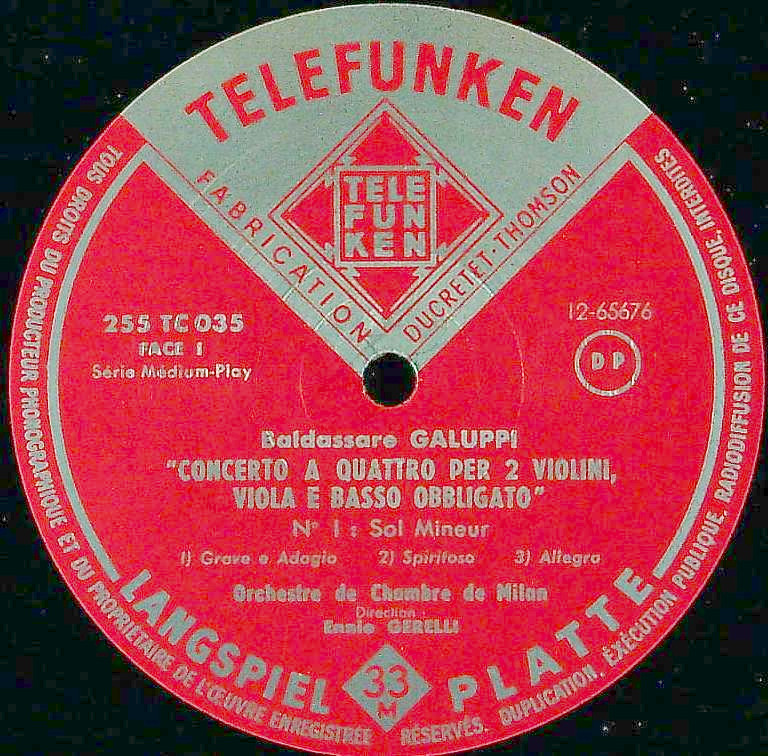 TELEFUNKEN
TELE
FUN
KEN
FABRICATION DUCRETET-THOMSON
255 TC 035
FACE I
Série Médium-Play
12-65676
DP
Baldassare GALUPPI
"CONCERTO A QUATTRO PER 2 VIOLINI,
VIOLA E BASSO OBBLIGATO"
N° I : Sol Mineur
1) Grave e Adagio 2) Spiritoso 3) Allegro
Orchestre de Chambre de Milan
Direction :
Ennio GERELLI
LANGSPIEL PLATTE
33
M
TOUS DROITS DU PRODUCTEUR PHONOGRAPHIQUE ET DU PROPRIETAIRE DE L'ŒUVRE ENREGISTRÉE RÉSERVÉS. DUPLICATION, EXÉCUTION PUBLIQUE, RADIODIFFUSION DE CE DISQUE, INTERDITES